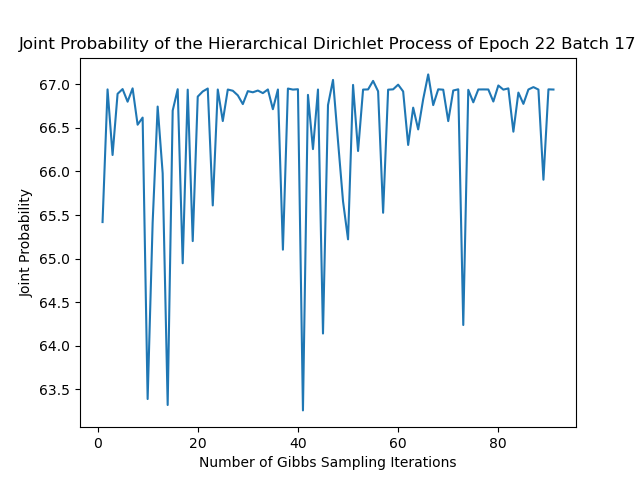 Joint Probability of the Hierarchical Dirichlet Process of Epoch 22 Batch 17
67.0
66.5
66.0
65.5
65.0
64.5
64.0
63.5
Joint Probability
0 20 40 60 80
Number of Gibbs Sampling Iterations